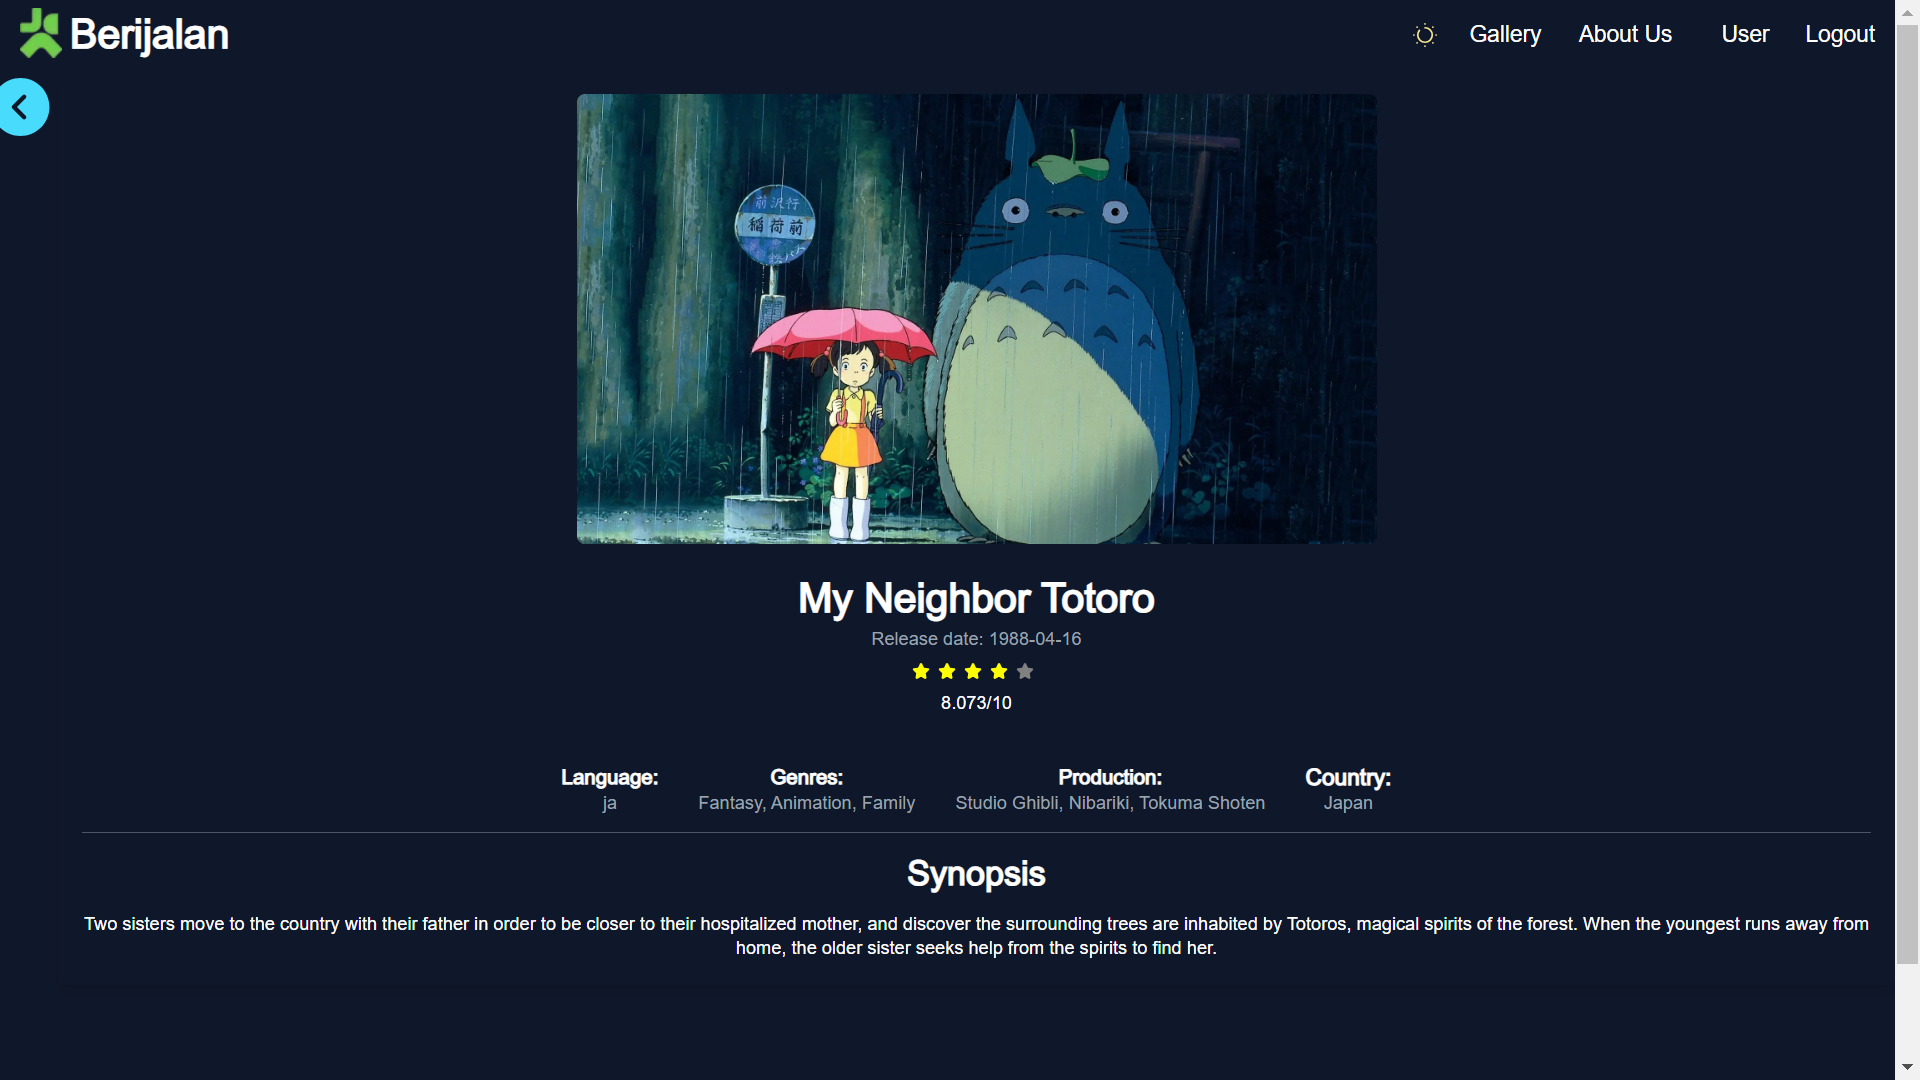 Berijalan
Gallery About Us User Logout
前沢行
稲荷前
My Neighbor Totoro
Release date: 1988-04-16
8.073/10
Language: Genres: Production: Country:
ja Fantasy, Animation, Family Studio Ghibli, Nibariki, Tokuma Shoten Japan
Synopsis
Two sisters move to the country with their father in order to be closer to their hospitalized mother, and discover the surrounding trees are inhabited by Totoros, magical spirits of the forest. When the youngest runs away from
home, the older sister seeks help from the spirits to find her.